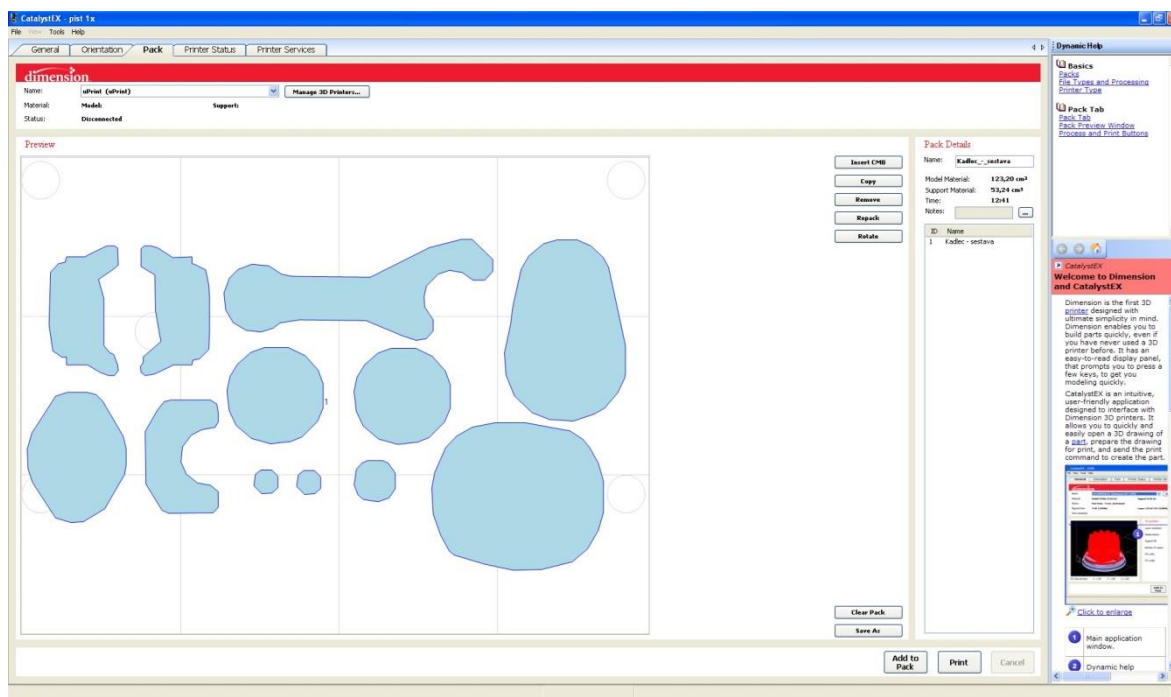 CatalystEX - pist 1x
File View Tools Help
General Orientation Pack Printer Status Printer Services
dimension
Name: uPrint (uPrint) Manage 3D Printers...
Material: Model: Support:
Status: Disconnected
Preview
1
Insert CMB
Copy
Remove
Repack
Rotate
Clear Pack
Save As
Pack Details
Name: Kadlec_-_sestava
Model Material: 123,20 cm³
Support Material: 53,24 cm³
Time: 12:41
Notes: ...
ID Name
1 Kadlec - sestava
Add to
Pack
Print
Cancel
Dynamic Help
Basics
Packs
File Types and Processing
Printer Type
Pack Tab
Pack Tab
Pack Preview Window
Process and Print Buttons
CatalystEX
Welcome to Dimension
and CatalystEX
Dimension is the first 3D
printer designed with
ultimate simplicity in mind.
Dimension enables you to
build parts quickly, even if
you have never used a 3D
printer before. It has an
easy-to-read display panel,
that prompts you to press a
few keys, to get you
modeling quickly.
CatalystEX is an intuitive,
user-friendly application
designed to interface with
Dimension 3D printers. It
allows you to quickly and
easily open a 3D drawing of
a part, prepare the drawing
for print, and send the print
command to create the part.
Click to enlarge
1 Main application
window.
2 Dynamic help